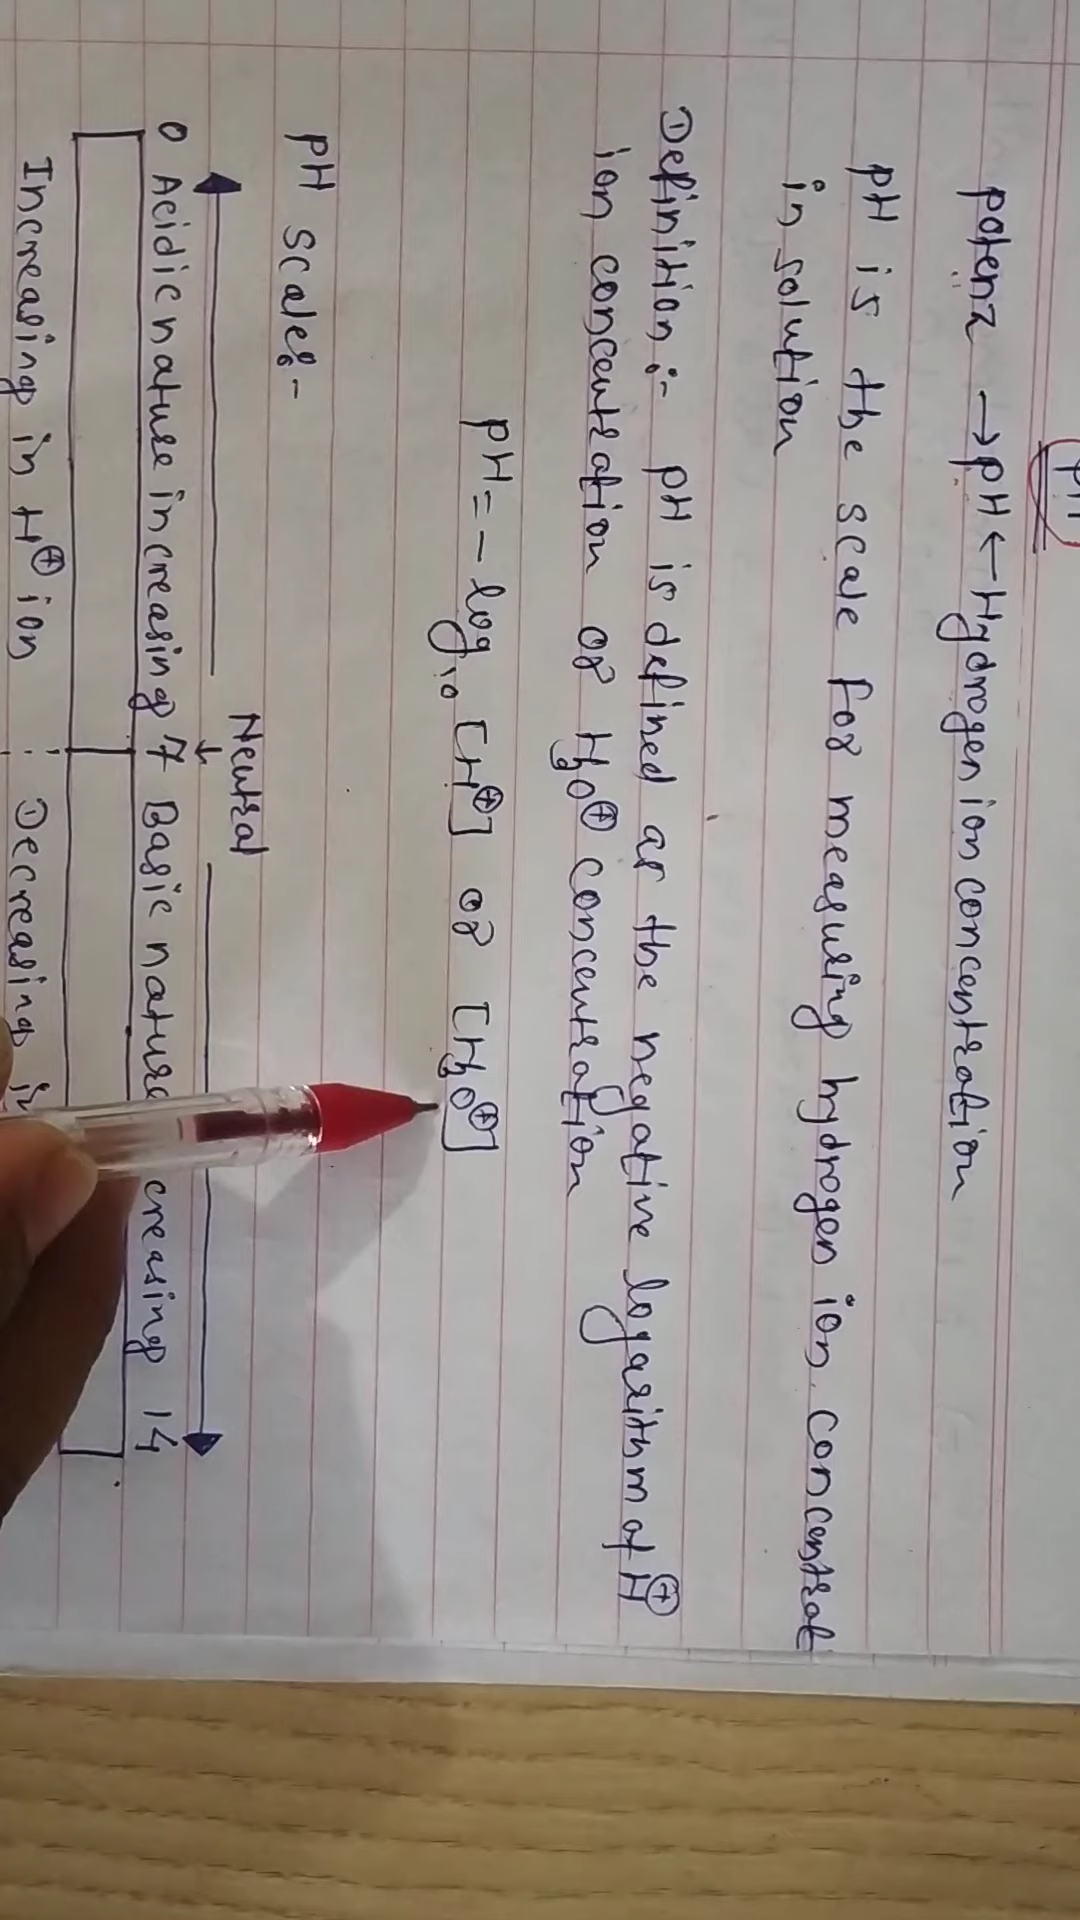 pH
potenz → pH ← Hydrogen ion concentration
pH is the scale for measuring hydrogen ion concentrat
in solution
Definition :- pH is defined as the negative logarithm of H⊕
ion concentration or H₃O⊕ concentration
pH = - log₁₀ [H⊕] or [H₃O⊕]
pH Scale :-
Neutral
0 Acidic nature increasing 7 Basic nature creasing 14
Increasing in H⊕ ion Decreasing